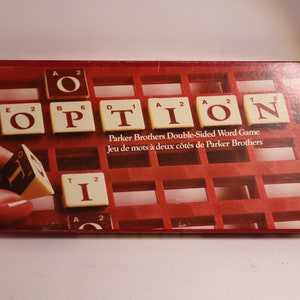 O
OPTION
Parker Brothers Double-Sided Word Game
Jeu de mots à deux côtés de Parker Brothers
I